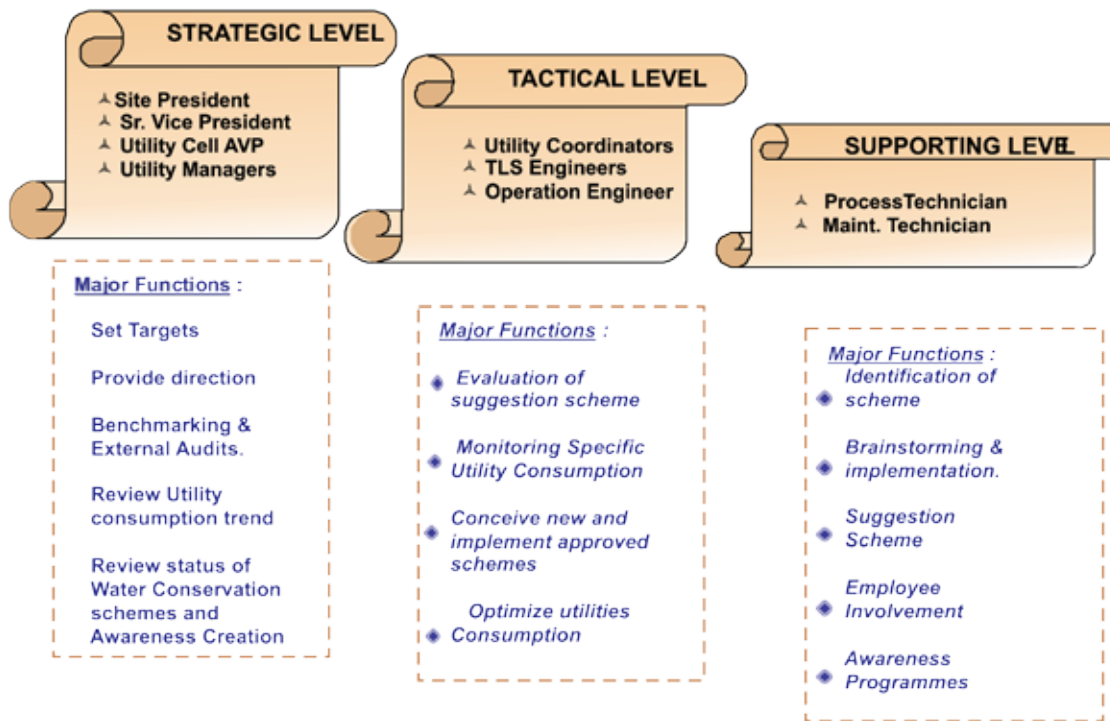 STRATEGIC LEVEL
Site President
Sr. Vice President
Utility Cell AVP
Utility Managers
Major Functions :
Set Targets
Provide direction
Benchmarking &
External Audits.
Review Utility
consumption trend
Review status of
Water Conservation
schemes and
Awareness Creation
TACTICAL LEVEL
Utility Coordinators
TLS Engineers
Operation Engineer
Major Functions :
Evaluation of
suggestion scheme
Monitoring Specific
Utility Consumption
Conceive new and
implement approved
schemes
Optimize utilities
Consumption
SUPPORTING LEVEL
ProcessTechnician
Maint. Technician
Major Functions :
Identification of
scheme
Brainstorming &
implementation.
Suggestion
Scheme
Employee
Involvement
Awareness
Programmes